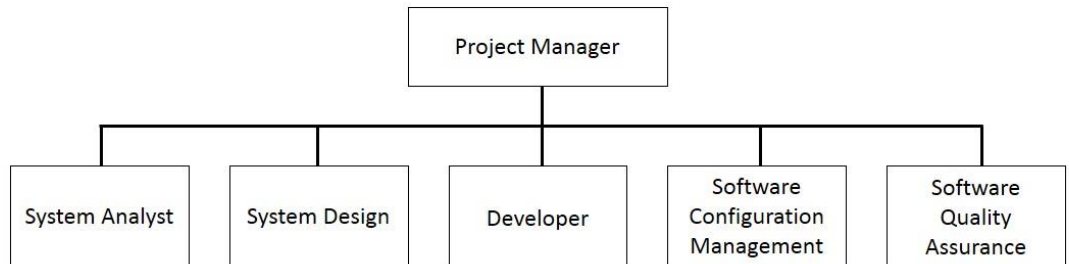 Project Manager
System Analyst
System Design
Developer
Software
Configuration
Management
Software
Quality
Assurance